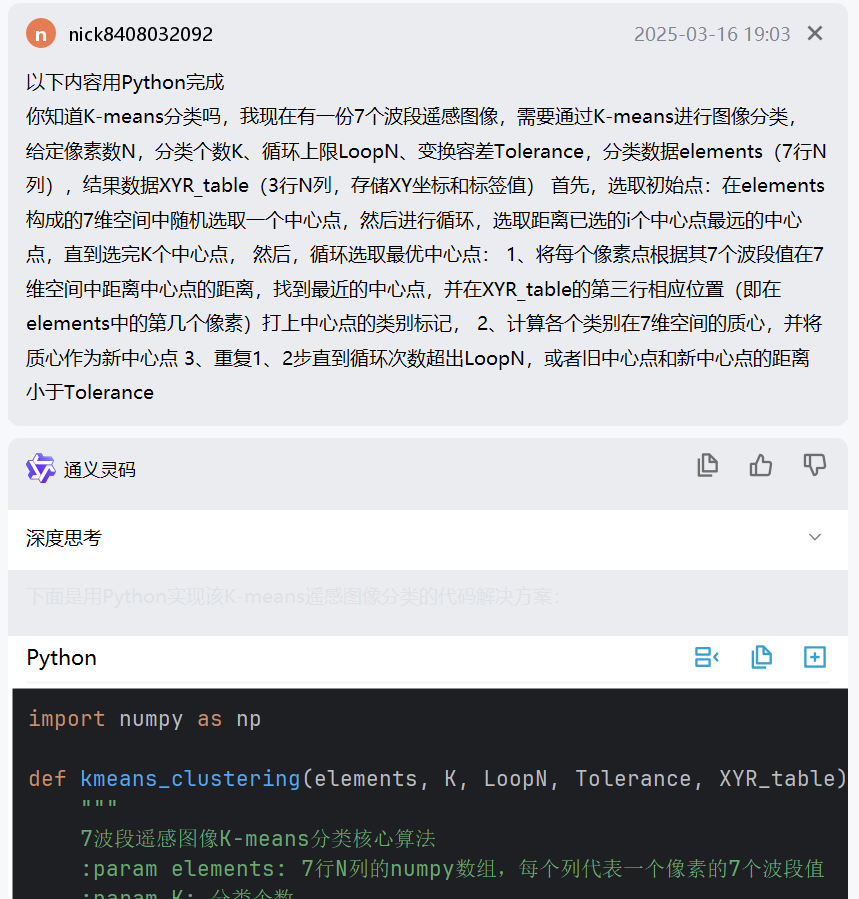 n nick8408032092 2025-03-16 19:03
以下内容用Python完成
你知道K-means分类吗，我现在有一份7个波段遥感图像，需要通过K-means进行图像分类，
给定像素数N，分类个数K、循环上限LoopN、变换容差Tolerance，分类数据elements（7行N
列），结果数据XYR_table（3行N列，存储XY坐标和标签值） 首先，选取初始点：在elements
构成的7维空间中随机选取一个中心点，然后进行循环，选取距离已选的i个中心点最远的中心
点，直到选完K个中心点， 然后，循环选取最优中心点： 1、将每个像素点根据其7个波段值在7
维空间中距离中心点的距离，找到最近的中心点，并在XYR_table的第三行相应位置（即在
elements中的第几个像素）打上中心点的类别标记， 2、计算各个类别在7维空间的质心，并将
质心作为新中心点 3、重复1、2步直到循环次数超出LoopN，或者旧中心点和新中心点的距离
小于Tolerance
通义灵码
深度思考
下面是用Python实现该K-means遥感图像分类的代码解决方案：
Python
import numpy as np
def kmeans_clustering(elements, K, LoopN, Tolerance, XYR_table)
"""
7波段遥感图像K-means分类核心算法
:param elements: 7行N列的numpy数组，每个列代表一个像素的7个波段值
:param K: 分类个数